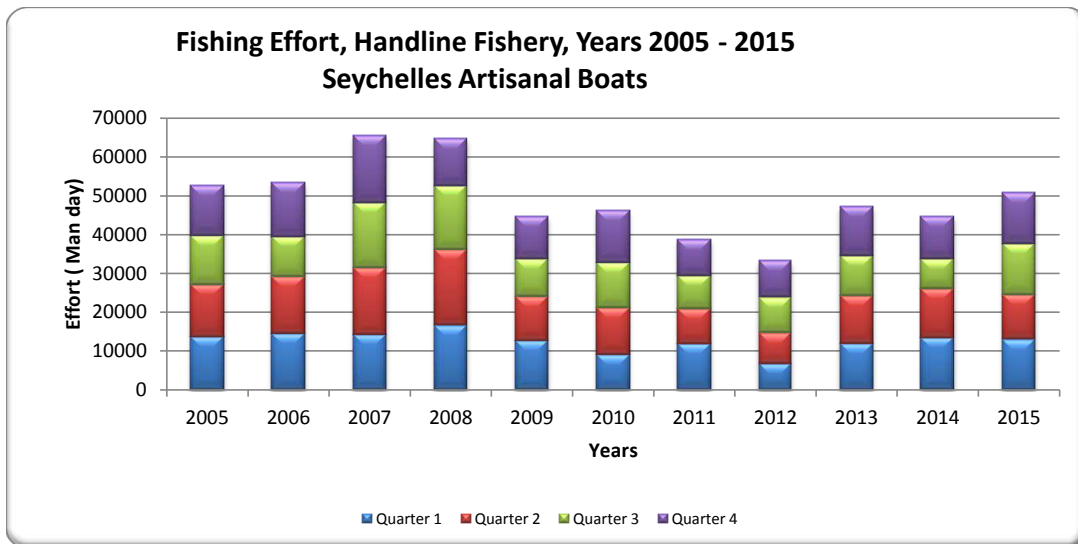 Fishing Effort, Handline Fishery, Years 2005 - 2015
Seychelles Artisanal Boats
70000
60000
50000
40000
30000
20000
10000
0
Effort ( Man day)
2005 2006 2007 2008 2009 2010 2011 2012 2013 2014 2015
Years
Quarter 1 Quarter 2 Quarter 3 Quarter 4